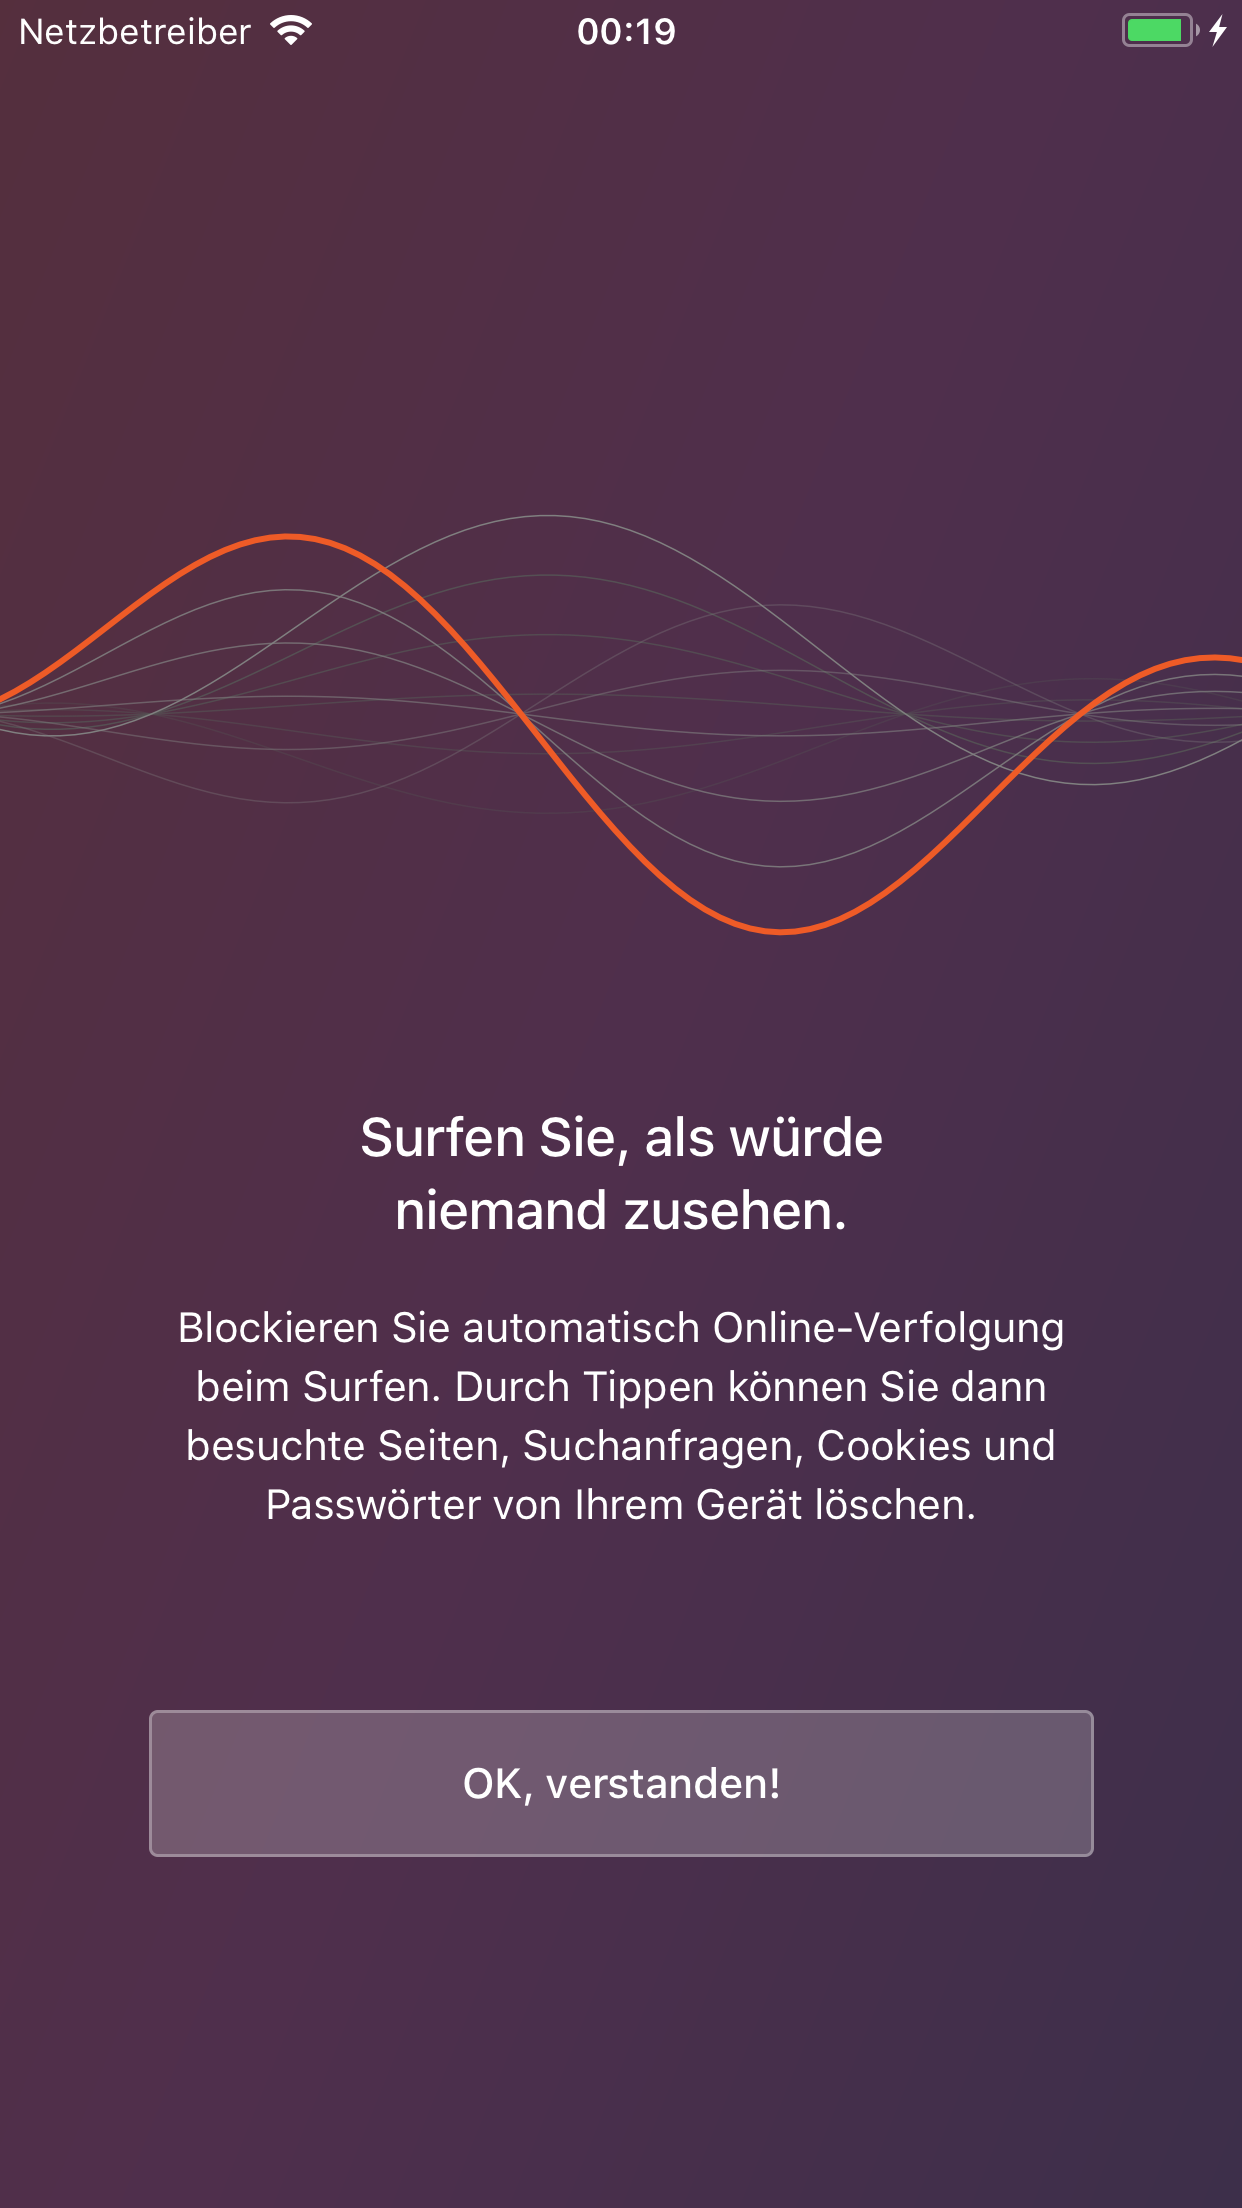 Netzbetreiber
00:19
Surfen Sie, als würde
niemand zusehen.
Blockieren Sie automatisch Online-Verfolgung
beim Surfen. Durch Tippen können Sie dann
besuchte Seiten, Suchanfragen, Cookies und
Passwörter von Ihrem Gerät löschen.
OK, verstanden!